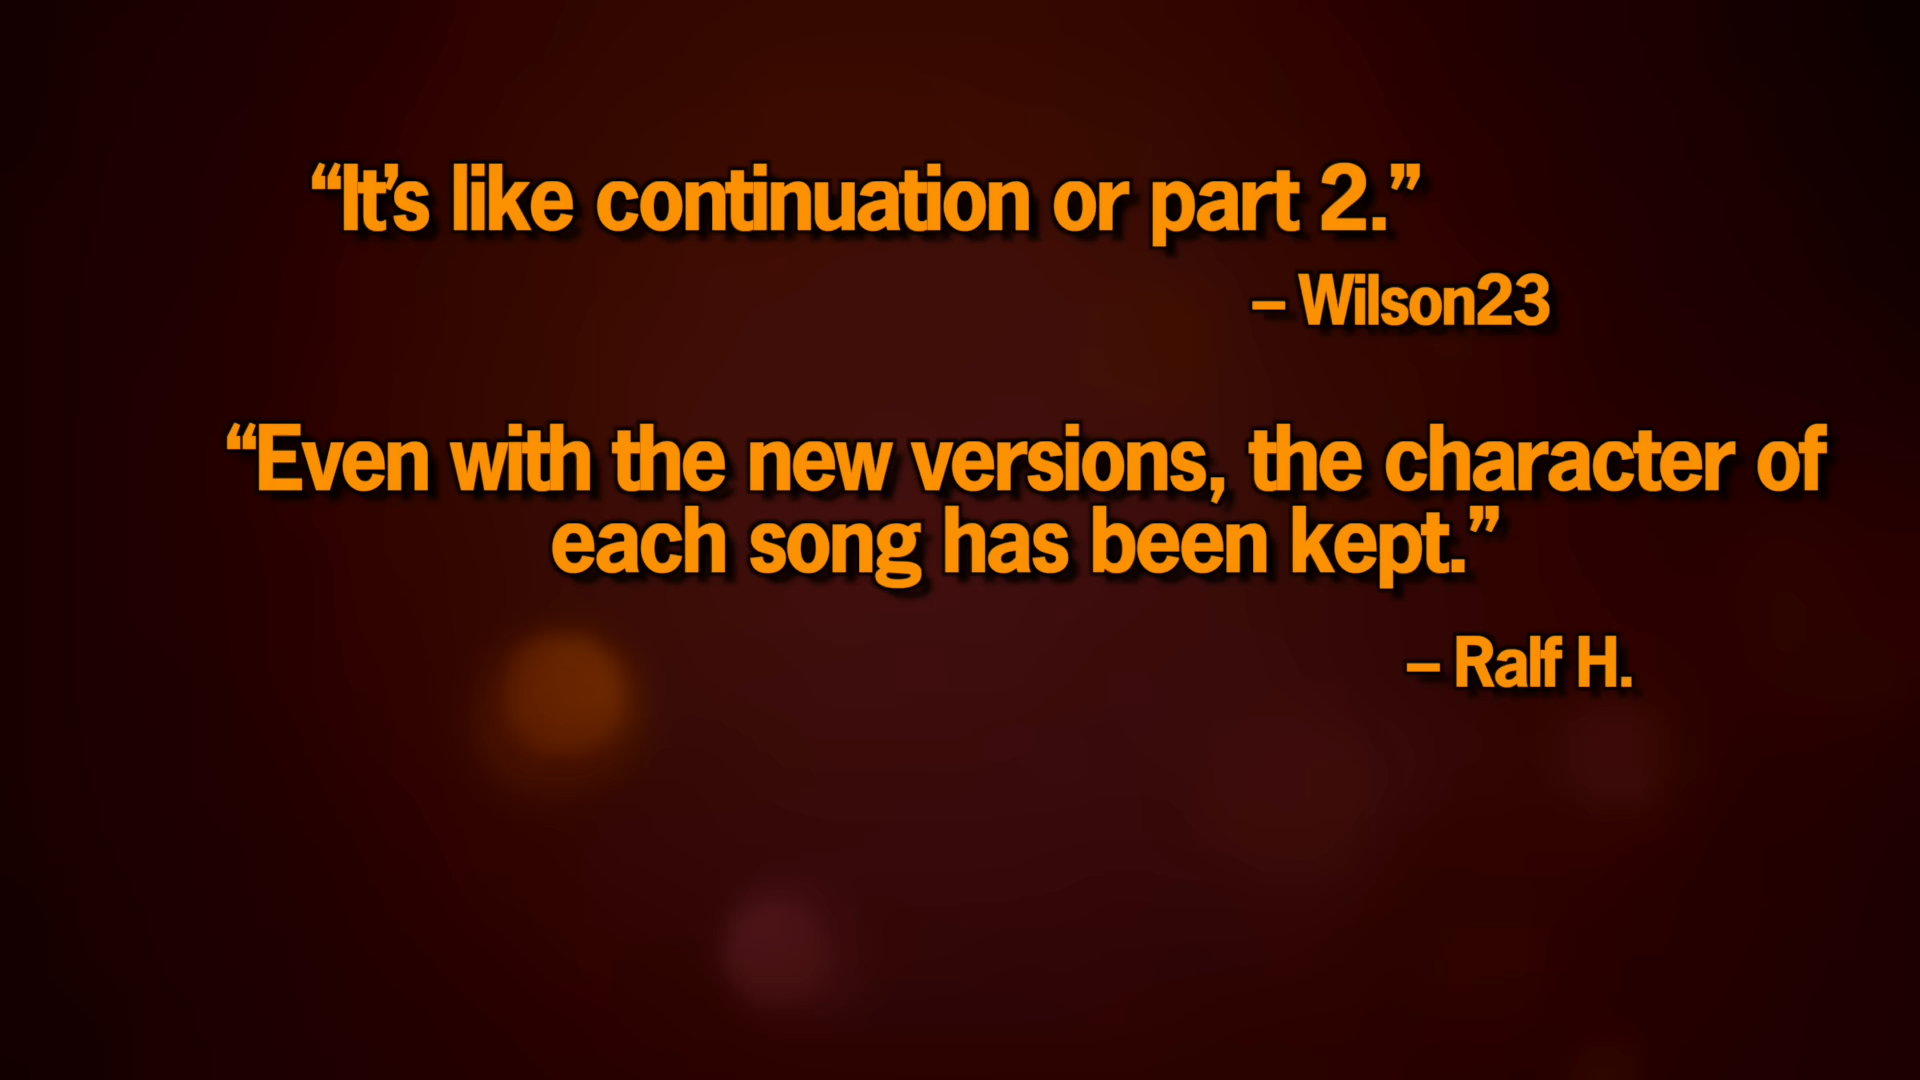 “It’s like continuation or part 2.”
– Wilson23
“Even with the new versions, the character of
each song has been kept.”
– Ralf H.